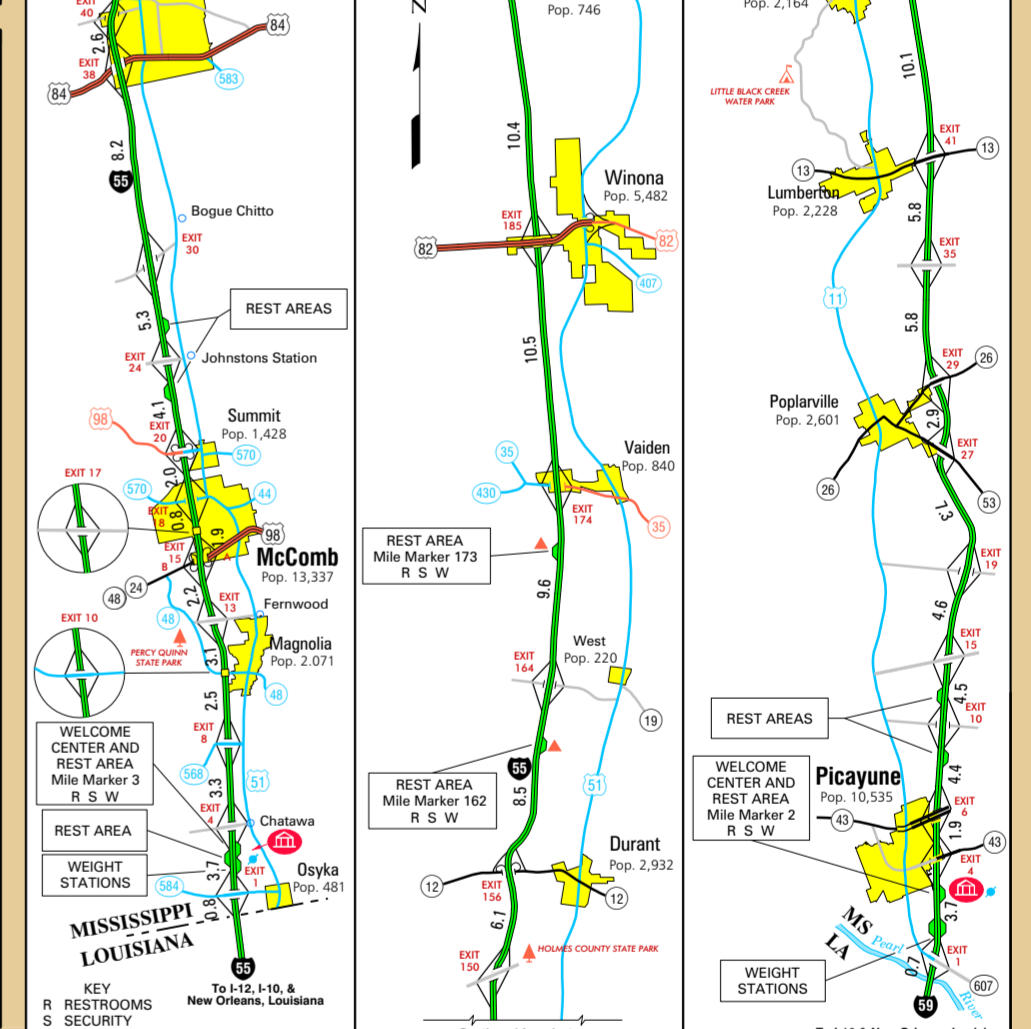 EXIT
40
2.6
84
EXIT
38
583
84
8.2
55
Bogue Chitto
EXIT
30
REST AREAS
5.3
EXIT
24
Johnstons Station
4.1
98
Summit
Pop. 1,428
EXIT
20
570
2.0
EXIT 17
570
44
EXIT
18
0.8
1.9
98
EXIT
15
A
B
McComb
Pop. 13,337
24
48
2.2
EXIT
13
Fernwood
48
EXIT 10
PERCY QUINN
STATE PARK
3.1
Magnolia
Pop. 2.071
48
2.5
WELCOME
CENTER AND
REST AREA
Mile Marker 3
R S W
EXIT
8
568
51
3.3
EXIT
4
Chatawa
REST AREA
WEIGHT
STATIONS
3.7
EXIT
1
Osyka
Pop. 481
584
0.8
MISSISSIPPI
LOUISIANA
55
To I-12, I-10, &
New Orleans, Louisiana
KEY
R RESTROOMS
S SECURITY
Pop. 746
10.4
Winona
Pop. 5,482
EXIT
185
82
82
407
10.5
Vaiden
Pop. 840
35
430
EXIT
174
35
REST AREA
Mile Marker 173
R S W
9.6
West
Pop. 220
EXIT
164
19
55
51
REST AREA
Mile Marker 162
R S W
8.5
Durant
Pop. 2,932
12
EXIT
156
12
6.1
EXIT
150
HOLMES COUNTY STATE PARK
Pop. 2,164
10.1
LITTLE BLACK CREEK
WATER PARK
EXIT
41
13
13
Lumberton
Pop. 2,228
5.8
EXIT
35
11
5.8
EXIT
29
26
Poplarville
Pop. 2,601
2.9
EXIT
27
26
53
7.3
EXIT
19
4.6
EXIT
15
4.5
REST AREAS
EXIT
10
4.4
WELCOME
CENTER AND
REST AREA
Mile Marker 2
R S W
Picayune
Pop. 10,535
EXIT
6
43
1.9
43
EXIT
4
3.7
MS
LA
Pearl
River
EXIT
1
WEIGHT
STATIONS
0.7
607
59